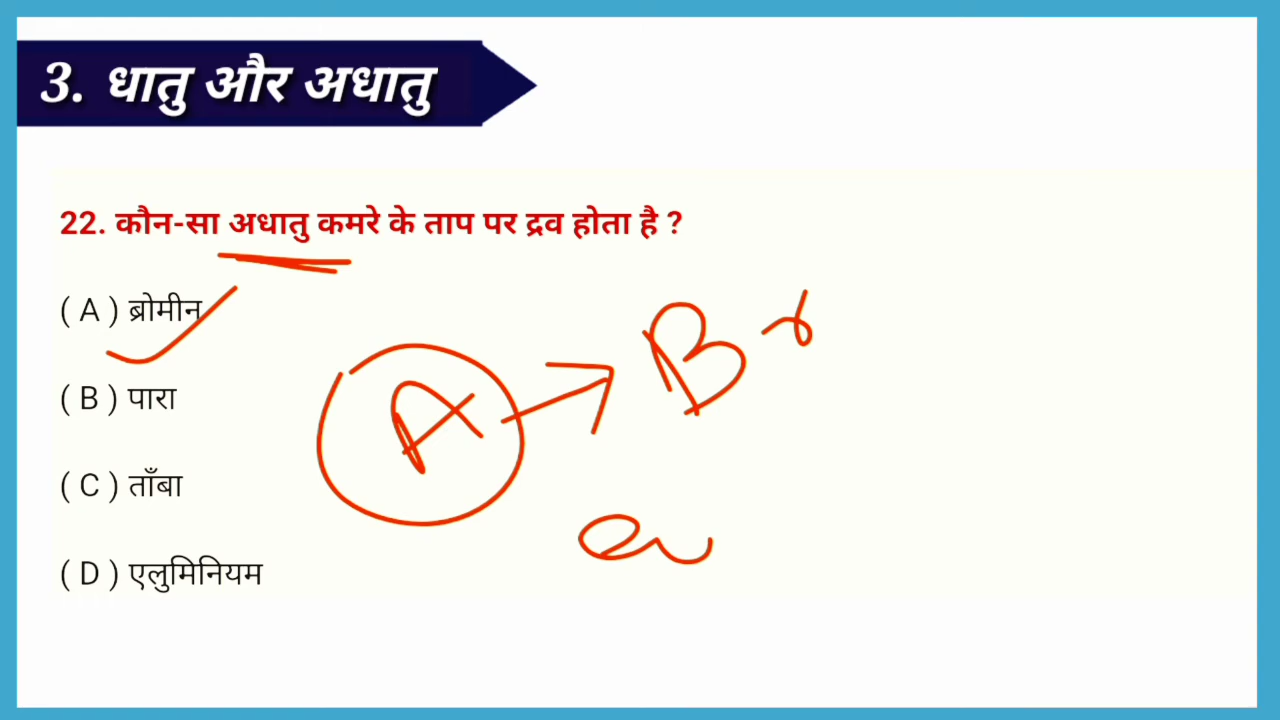 3. धातु और अधातु
22. कौन-सा अधातु कमरे के ताप पर द्रव होता है ?
( A ) ब्रोमीन
( B ) पारा
( C ) ताँबा
( D ) एलुमिनियम
A
Br